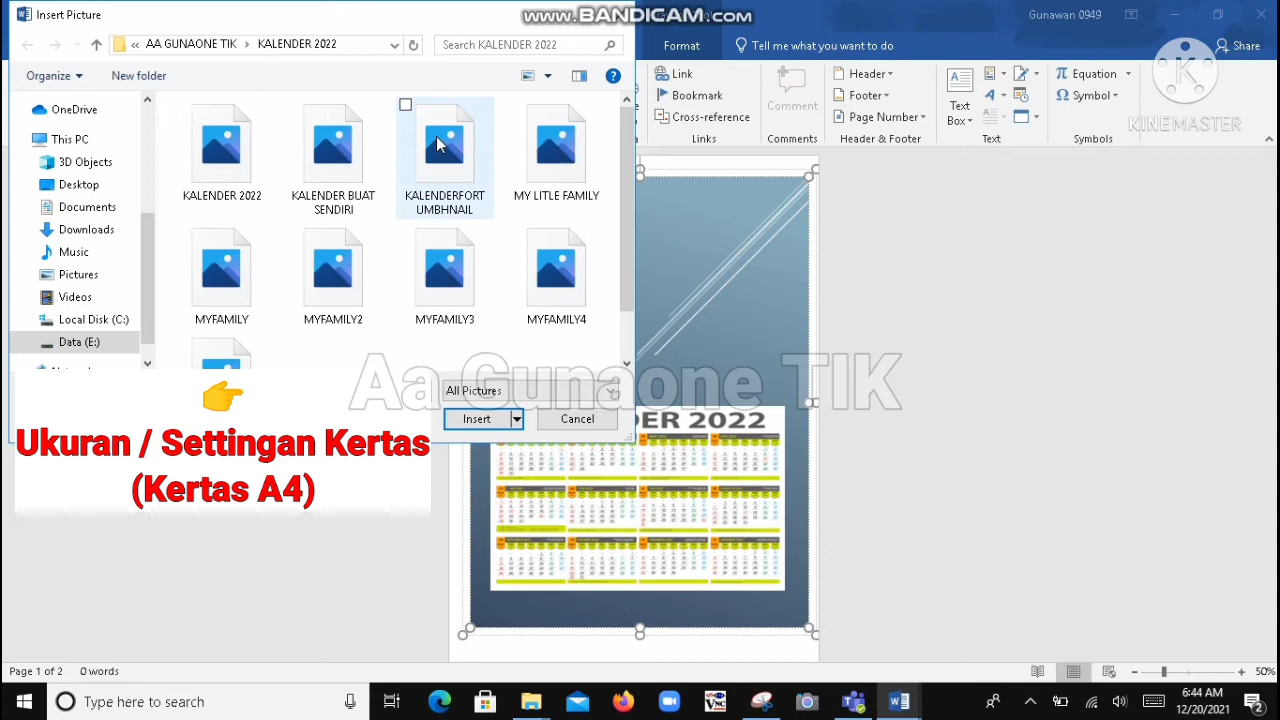 Insert Picture
www.BANDICAM.com
Gunawan 0949
« AA GUNAONE TIK > KALENDER 2022
Search KALENDER 2022
Format
Tell me what you want to do
Share
Organize
New folder
OneDrive
This PC
3D Objects
Desktop
Documents
Downloads
Music
Pictures
Videos
Local Disk (C:)
Data (E:)
KALENDER 2022
KALENDER BUAT
SENDIRI
KALENDERFORT
UMBHNAIL
MY LITLE FAMILY
MYFAMILY
MYFAMILY2
MYFAMILY3
MYFAMILY4
All Pictures
Insert
Cancel
Link
Bookmark
Cross-reference
Links
Comment
Comments
Header
Footer
Page Number
Header & Footer
Text
Box
Text
Equation
Symbol
Symbols
K
KINEMASTER
Aa Gunaone TIK
DER 2022
Ukuran / Settingan Kertas
(Kertas A4)
Page 1 of 2
0 words
50%
Type here to search
6:44 AM
12/20/2021
2